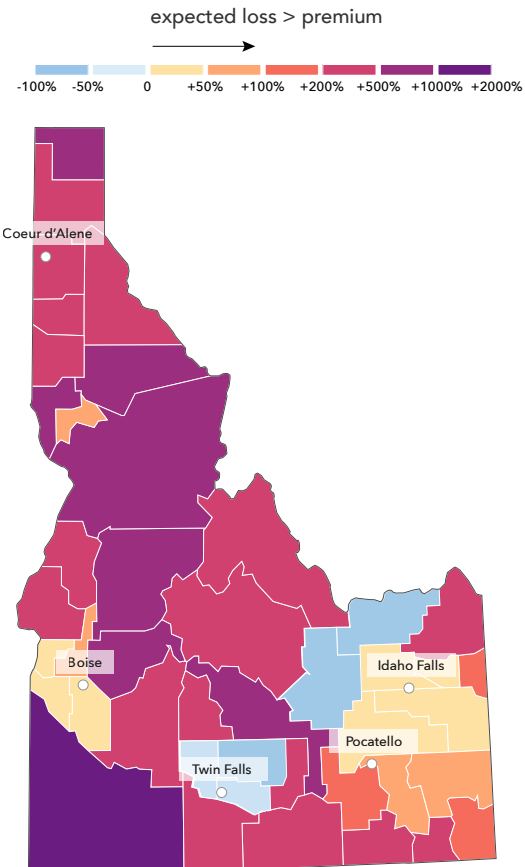 expected loss > premium
-100% -50% 0 +50% +100% +200% +500% +1000% +2000%
Coeur d'Alene
Boise
Idaho Falls
Pocatello
Twin Falls